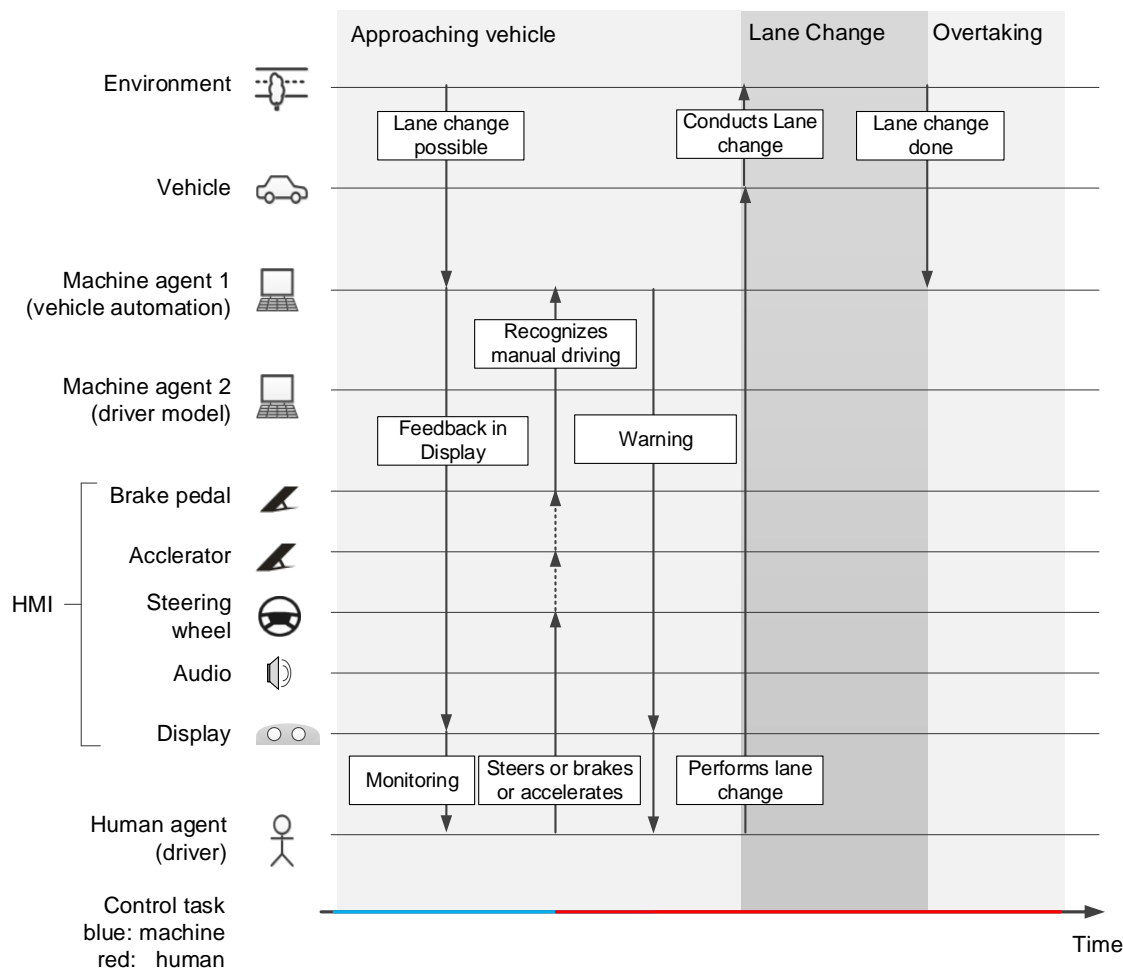 Approaching vehicle
Lane Change
Overtaking
Environment
Lane change
possible
Conducts Lane
change
Lane change
done
Vehicle
Machine agent 1
(vehicle automation)
Recognizes
manual driving
Machine agent 2
(driver model)
Feedback in
Display
Warning
HMI
Brake pedal
Acclerator
Steering
wheel
Audio
Display
Monitoring
Steers or brakes
or accelerates
Performs lane
change
Human agent
(driver)
Control task
blue: machine
red: human
Time